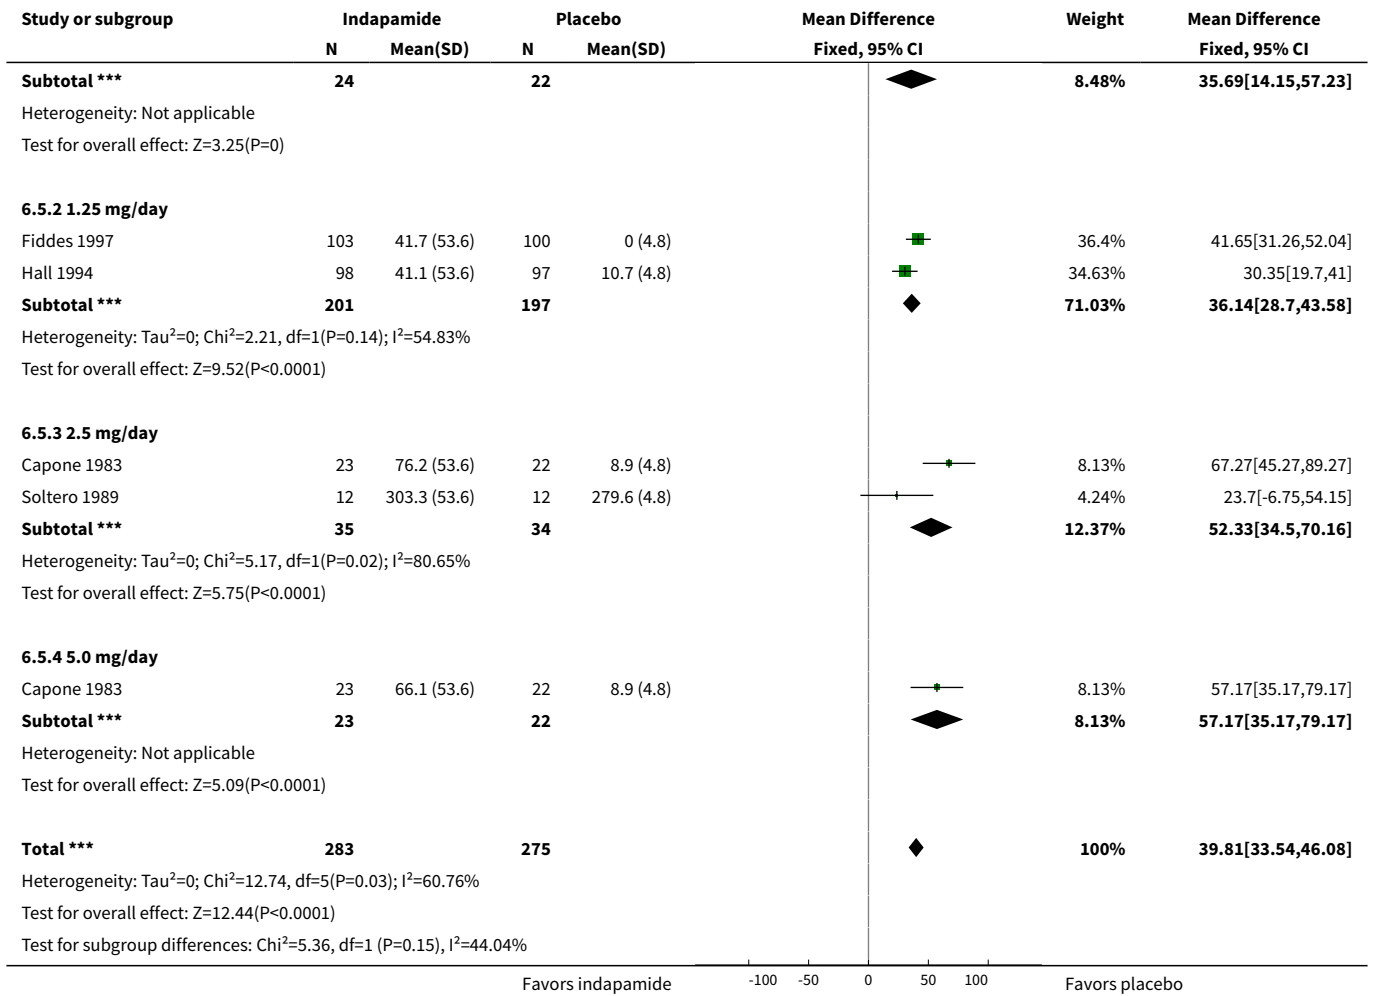 Study or subgroup Indapamide Placebo Mean Difference Weight Mean Difference
N Mean(SD) N Mean(SD) Fixed, 95% CI Fixed, 95% CI
Subtotal *** 24 22 8.48% 35.69[14.15,57.23]
Heterogeneity: Not applicable
Test for overall effect: Z=3.25(P=0)
6.5.2 1.25 mg/day
Fiddes 1997 103 41.7 (53.6) 100 0 (4.8) 36.4% 41.65[31.26,52.04]
Hall 1994 98 41.1 (53.6) 97 10.7 (4.8) 34.63% 30.35[19.7,41]
Subtotal *** 201 197 71.03% 36.14[28.7,43.58]
Heterogeneity: Tau²=0; Chi²=2.21, df=1(P=0.14); I²=54.83%
Test for overall effect: Z=9.52(P<0.0001)
6.5.3 2.5 mg/day
Capone 1983 23 76.2 (53.6) 22 8.9 (4.8) 8.13% 67.27[45.27,89.27]
Soltero 1989 12 303.3 (53.6) 12 279.6 (4.8) 4.24% 23.7[-6.75,54.15]
Subtotal *** 35 34 12.37% 52.33[34.5,70.16]
Heterogeneity: Tau²=0; Chi²=5.17, df=1(P=0.02); I²=80.65%
Test for overall effect: Z=5.75(P<0.0001)
6.5.4 5.0 mg/day
Capone 1983 23 66.1 (53.6) 22 8.9 (4.8) 8.13% 57.17[35.17,79.17]
Subtotal *** 23 22 8.13% 57.17[35.17,79.17]
Heterogeneity: Not applicable
Test for overall effect: Z=5.09(P<0.0001)
Total *** 283 275 100% 39.81[33.54,46.08]
Heterogeneity: Tau²=0; Chi²=12.74, df=5(P=0.03); I²=60.76%
Test for overall effect: Z=12.44(P<0.0001)
Test for subgroup differences: Chi²=5.36, df=1 (P=0.15), I²=44.04%
Favors indapamide -100 -50 0 50 100 Favors placebo